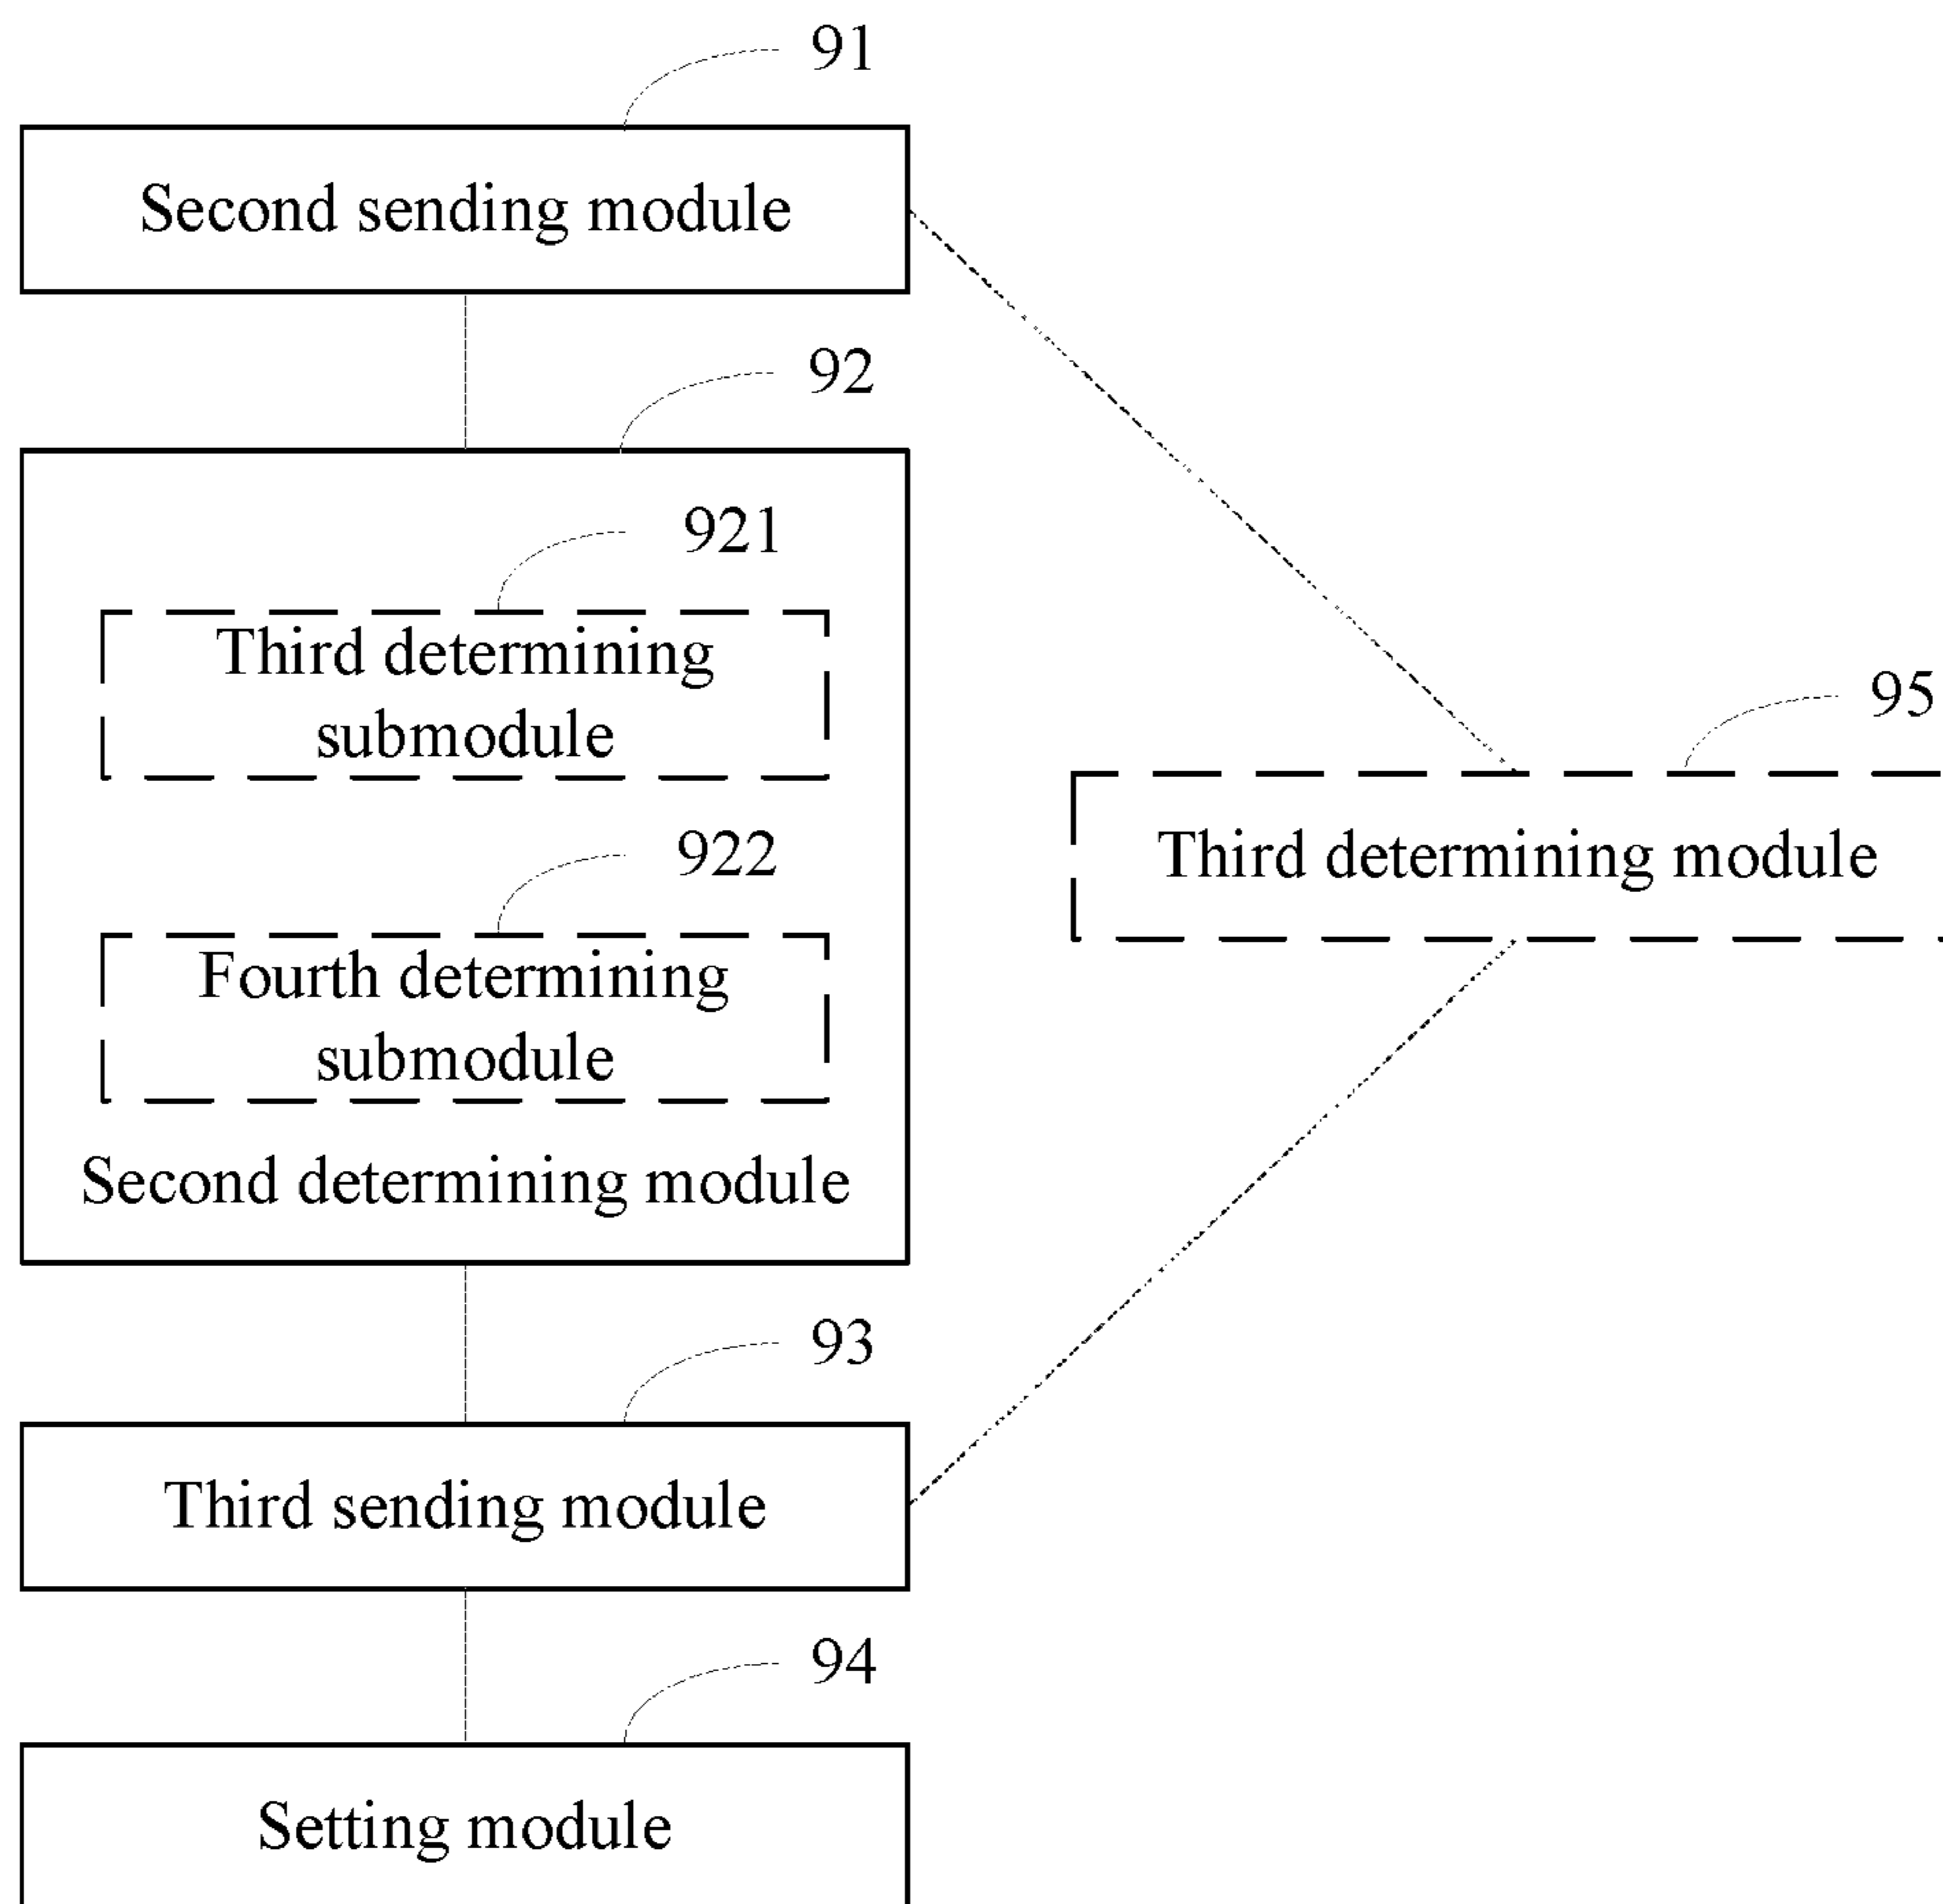 91
Second sending module
92
921
Third determining
submodule
95
922
Third determining module
Fourth determining
submodule
Second determining module
93
Third sending module
94
Setting module